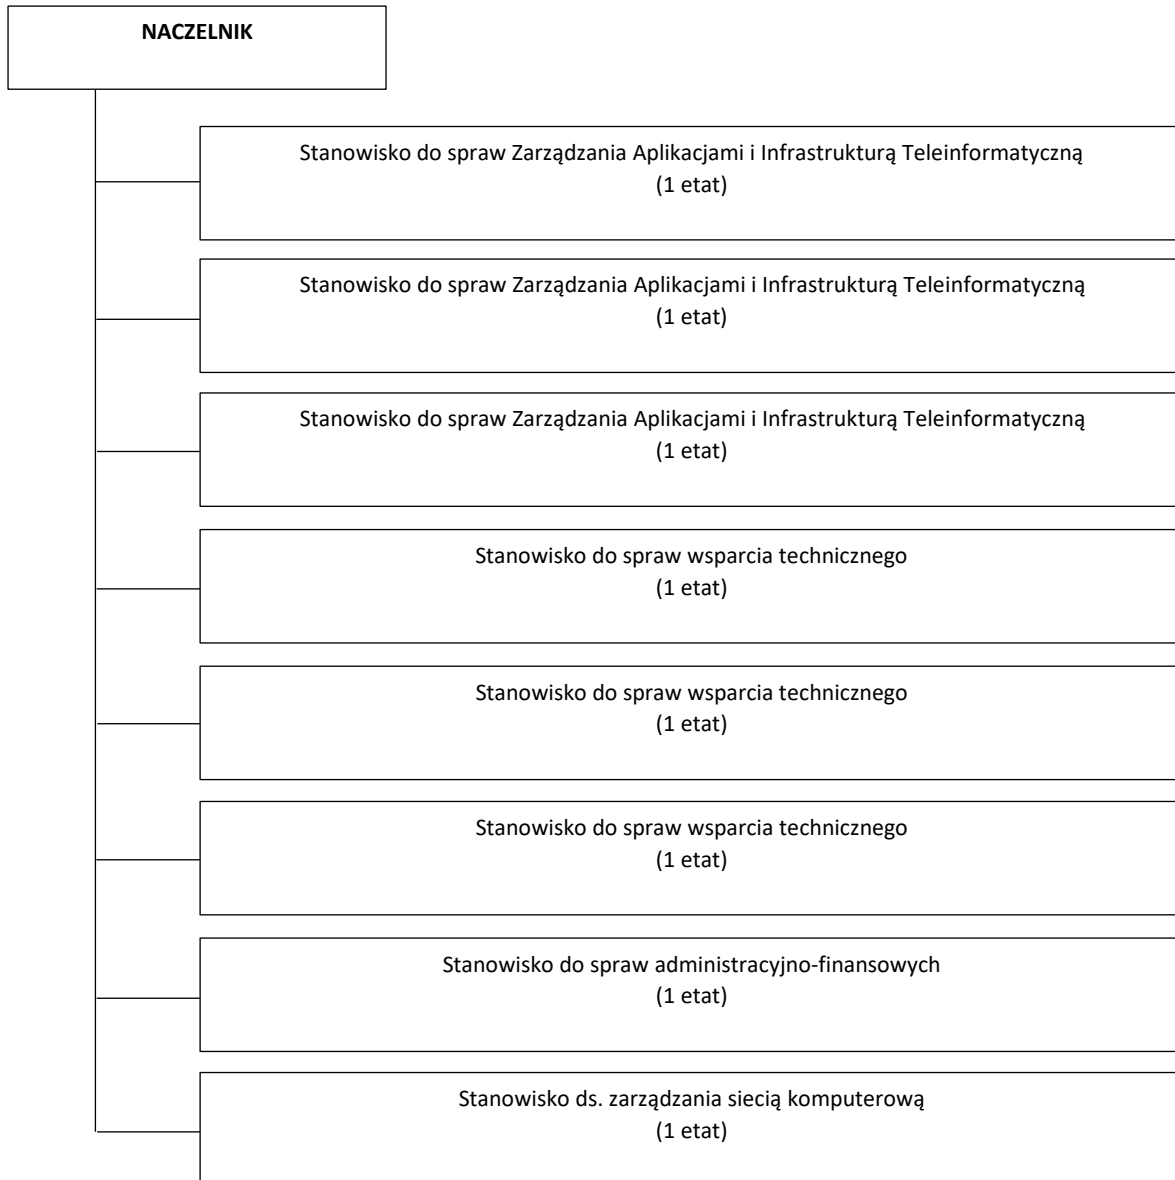 NACZELNIK
Stanowisko do spraw Zarządzania Aplikacjami i Infrastrukturą Teleinformatyczną
(1 etat)
Stanowisko do spraw Zarządzania Aplikacjami i Infrastrukturą Teleinformatyczną
(1 etat)
Stanowisko do spraw Zarządzania Aplikacjami i Infrastrukturą Teleinformatyczną
(1 etat)
Stanowisko do spraw wsparcia technicznego
(1 etat)
Stanowisko do spraw wsparcia technicznego
(1 etat)
Stanowisko do spraw wsparcia technicznego
(1 etat)
Stanowisko do spraw administracyjno-finansowych
(1 etat)
Stanowisko ds. zarządzania siecią komputerową
(1 etat)